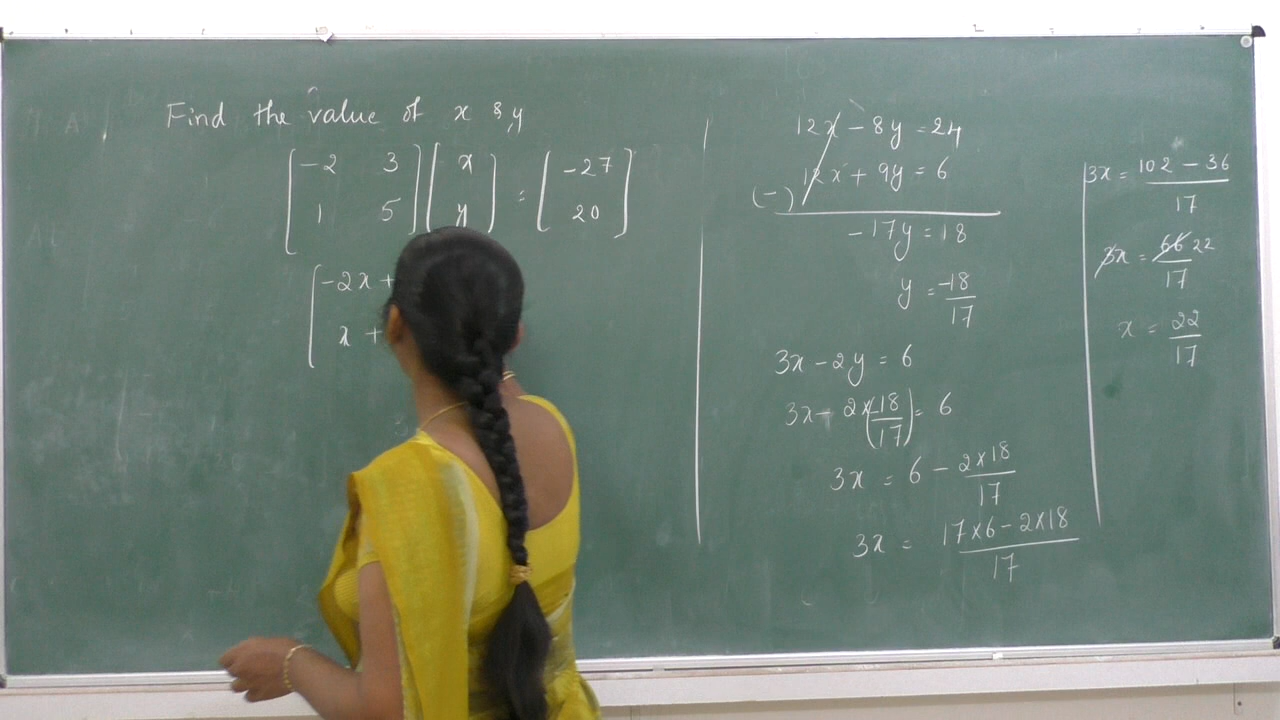 Find the value of x & y
[-2 3] [x] = [-27]
[1 5] [y] [20]
[-2x +
x +
12x - 8y = 24
12x + 9y = 6
(-)
-17y = 18
y = -18/17
3x - 2y = 6
3x - 2x(-18/17) = 6
3x = 6 - 2x18/17
3x = 17x6 - 2x18/17
3x = 102 - 36/17
3x = 66 22/17
x = 22/17